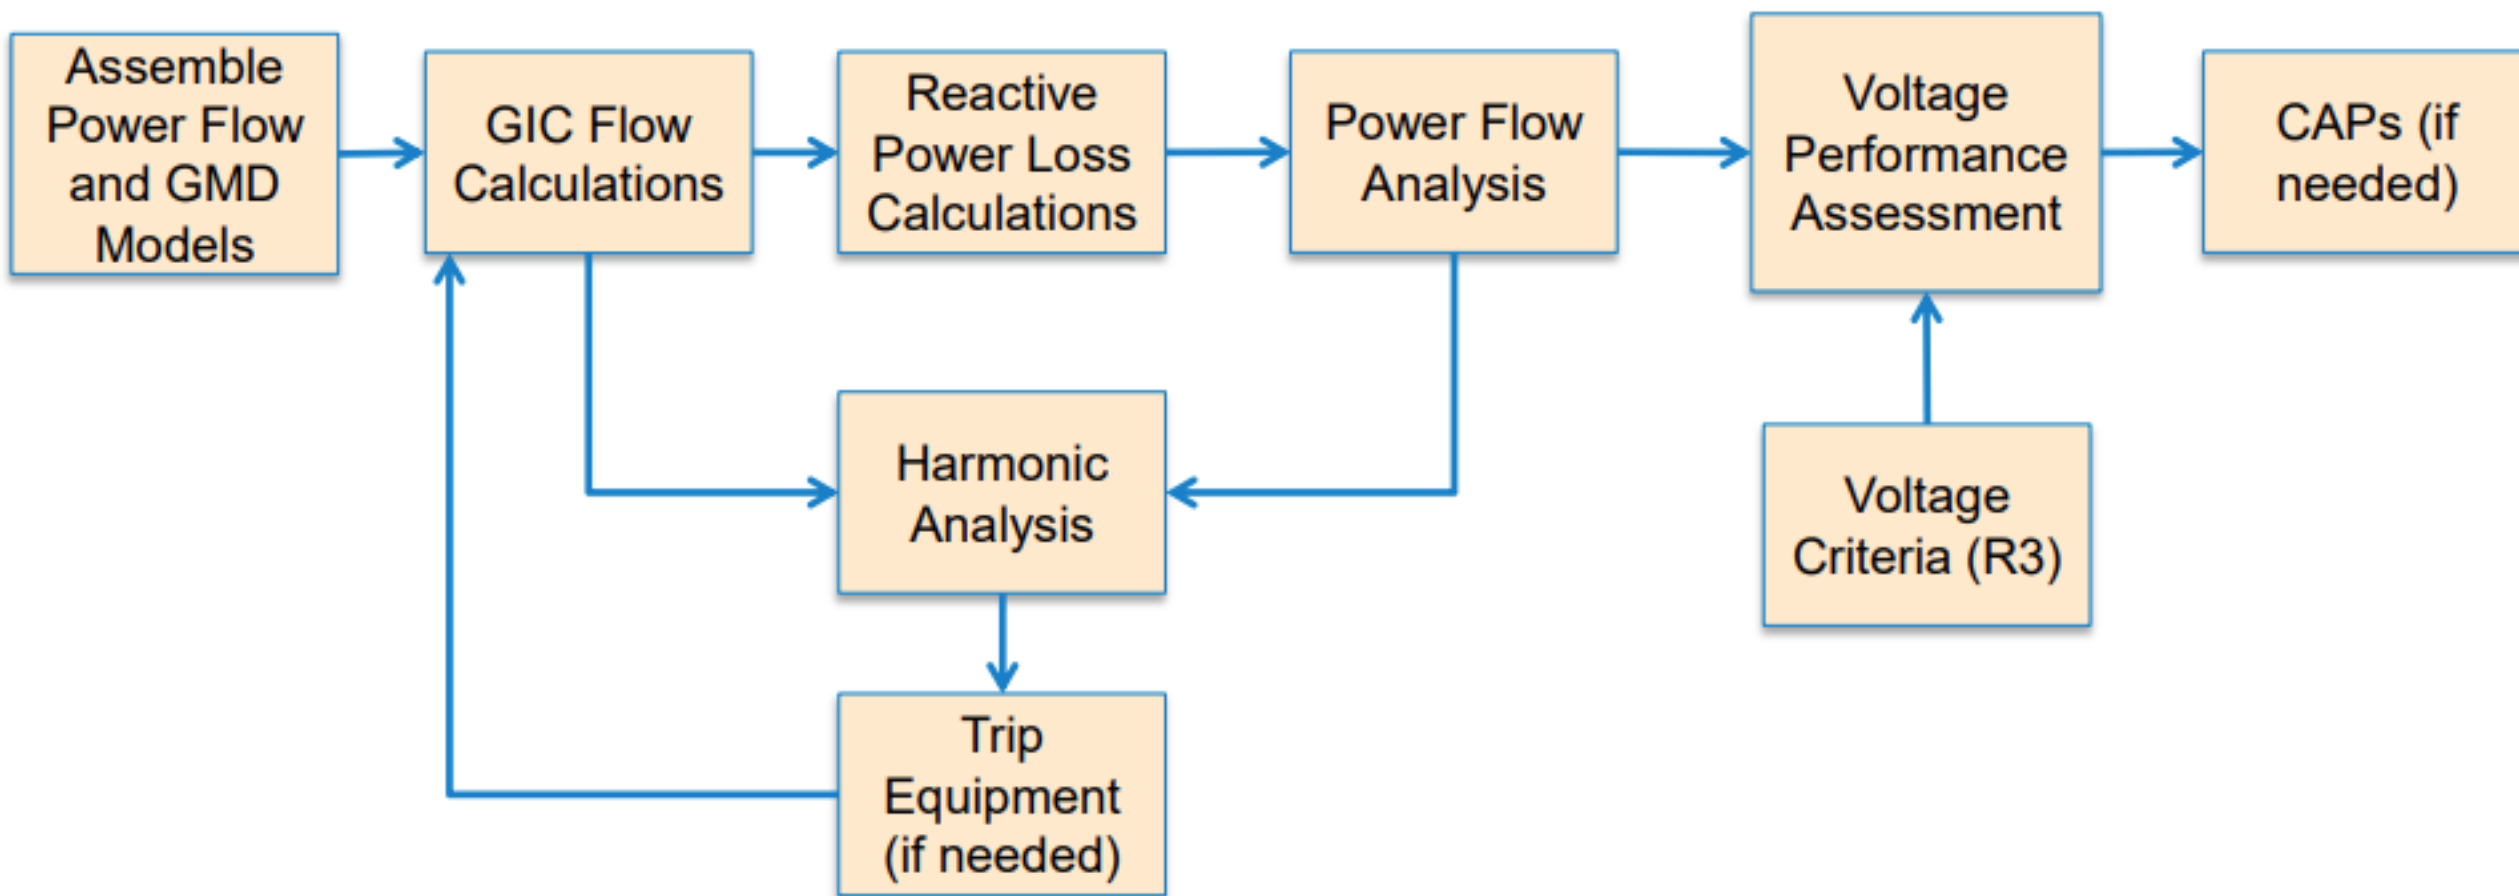 Assemble
Power Flow
and GMD
Models
GIC Flow
Calculations
Reactive
Power Loss
Calculations
Power Flow
Analysis
Voltage
Performance
Assessment
CAPs (if
needed)
Harmonic
Analysis
Voltage
Criteria (R3)
Trip
Equipment
(if needed)